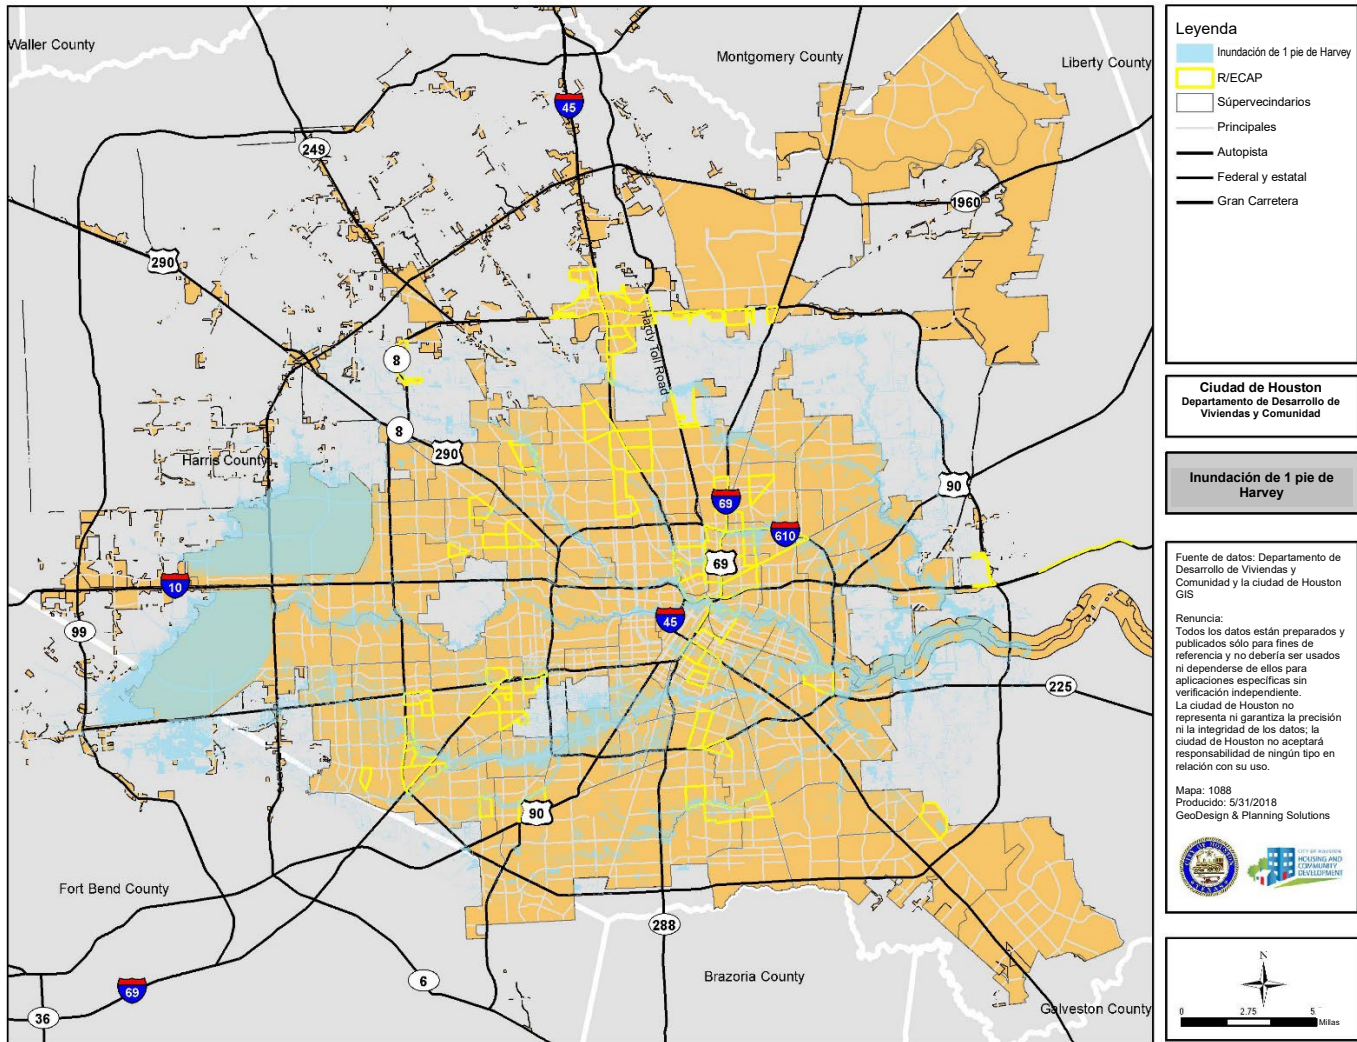 Waller County
Montgomery County
Liberty County
45
249
1960
290
Hardy Toll Road
8
8
290
Harris County
90
69
610
69
10
45
99
225
90
Fort Bend County
288
Brazoria County
6
69
36
Galveston County
Leyenda
Inundación de 1 pie de Harvey
R/ECAP
Súpervecindarios
Principales
Autopista
Federal y estatal
Gran Carretera
Ciudad de Houston
Departamento de Desarrollo de
Viviendas y Comunidad
Inundación de 1 pie de
Harvey
Fuente de datos: Departamento de
Desarrollo de Viviendas y
Comunidad y la ciudad de Houston
GIS
Renuncia:
Todos los datos están preparados y
publicados sólo para fines de
referencia y no debería ser usados
ni dependerse de ellos para
aplicaciones específicas sin
verificación independiente.
La ciudad de Houston no
representa ni garantiza la precisión
ni la integridad de los datos; la
ciudad de Houston no aceptará
responsabilidad de ningún tipo en
relación con su uso.
Mapa: 1088
Producido: 5/31/2018
GeoDesign & Planning Solutions
CITY OF HOUSTON
HOUSING AND
COMMUNITY
DEVELOPMENT
N
0 2.75 5
Millas